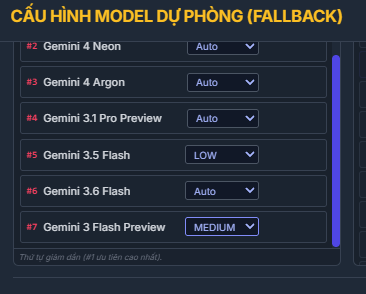 CẤU HÌNH MODEL DỰ PHÒNG (FALLBACK)
#2 Gemini 4 Neon Auto
#3 Gemini 4 Argon Auto
#4 Gemini 3.1 Pro Preview Auto
#5 Gemini 3.5 Flash LOW
#6 Gemini 3.6 Flash Auto
#7 Gemini 3 Flash Preview MEDIUM
Thứ tự giảm dần (#1 ưu tiên cao nhất).